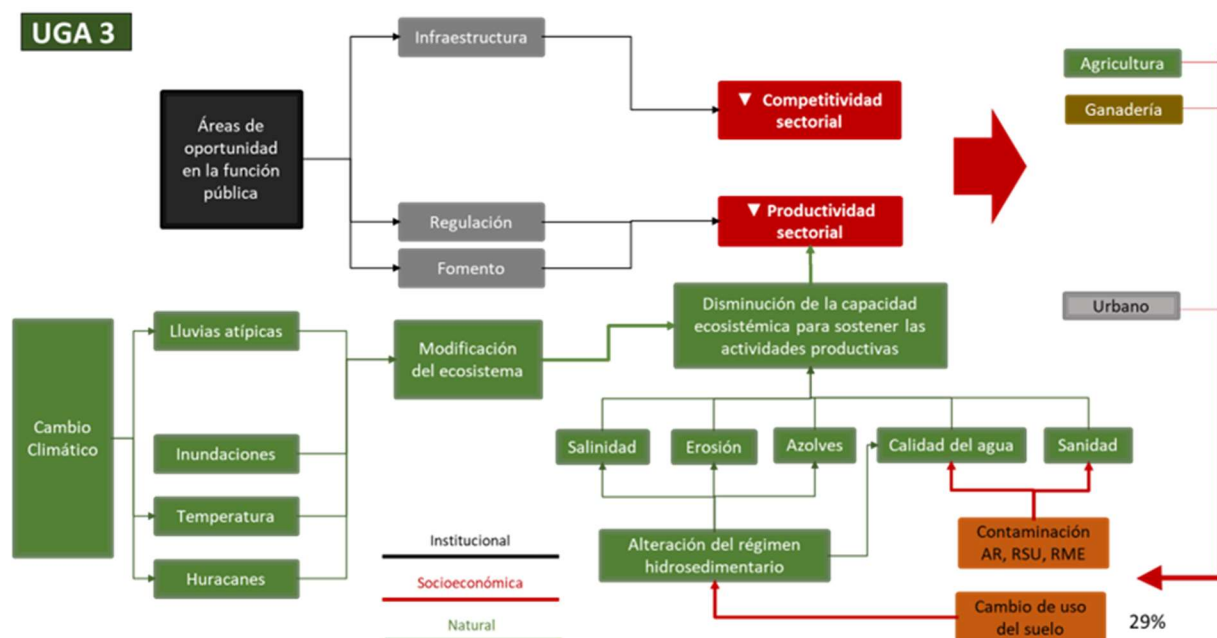 UGA 3
Infraestructura
Agricultura
▼ Competitividad
sectorial
Ganadería
Áreas de
oportunidad
en la función
pública
▼ Productividad
sectorial
Regulación
Fomento
Disminución de la capacidad
ecosistémica para sostener las
actividades productivas
Urbano
Lluvias atípicas
Modificación
del ecosistema
Cambio
Climático
Inundaciones
Temperatura
Huracanes
Salinidad
Erosión
Azolves
Calidad del agua
Sanidad
Institucional
Socioeconómica
Natural
Alteración del régimen
hidrosedimentario
Contaminación
AR, RSU, RME
Cambio de uso
del suelo
29%